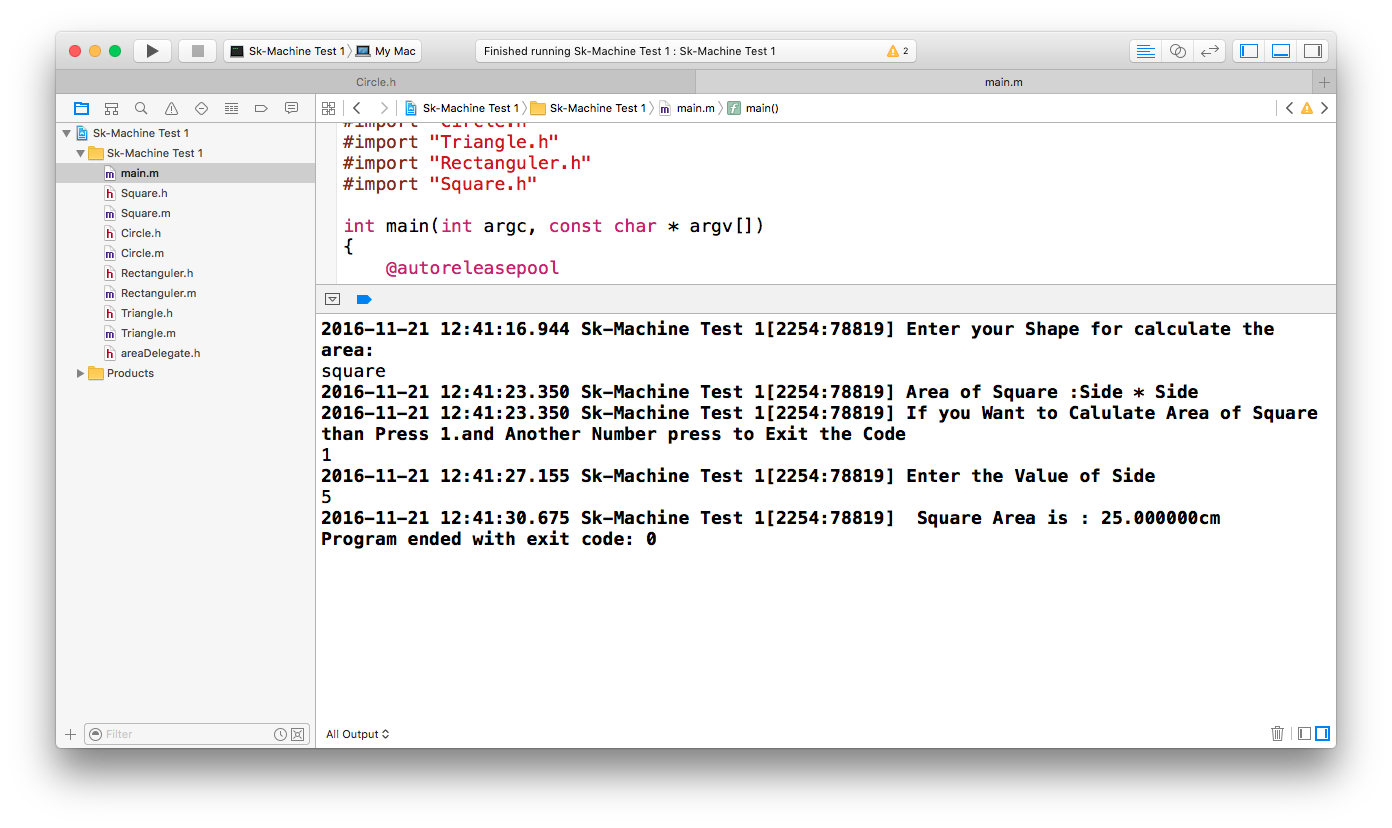 Sk-Machine Test 1 〉 My Mac
Finished running Sk-Machine Test 1 : Sk-Machine Test 1
2
Circle.h
main.m
Sk-Machine Test 1 〉 Sk-Machine Test 1 〉 main.m 〉 main()
Sk-Machine Test 1
Sk-Machine Test 1
main.m
Square.h
Square.m
Circle.h
Circle.m
Rectanguler.h
Rectanguler.m
Triangle.h
Triangle.m
areaDelegate.h
Products
Filter
#import "Circle.h"
#import "Triangle.h"
#import "Rectanguler.h"
#import "Square.h"
int main(int argc, const char * argv[])
{
@autoreleasepool
2016-11-21 12:41:16.944 Sk-Machine Test 1[2254:78819] Enter your Shape for calculate the
area:
square
2016-11-21 12:41:23.350 Sk-Machine Test 1[2254:78819] Area of Square :Side * Side
2016-11-21 12:41:23.350 Sk-Machine Test 1[2254:78819] If you Want to Calulate Area of Square
than Press 1.and Another Number press to Exit the Code
1
2016-11-21 12:41:27.155 Sk-Machine Test 1[2254:78819] Enter the Value of Side
5
2016-11-21 12:41:30.675 Sk-Machine Test 1[2254:78819]  Square Area is : 25.000000cm
Program ended with exit code: 0
All Output